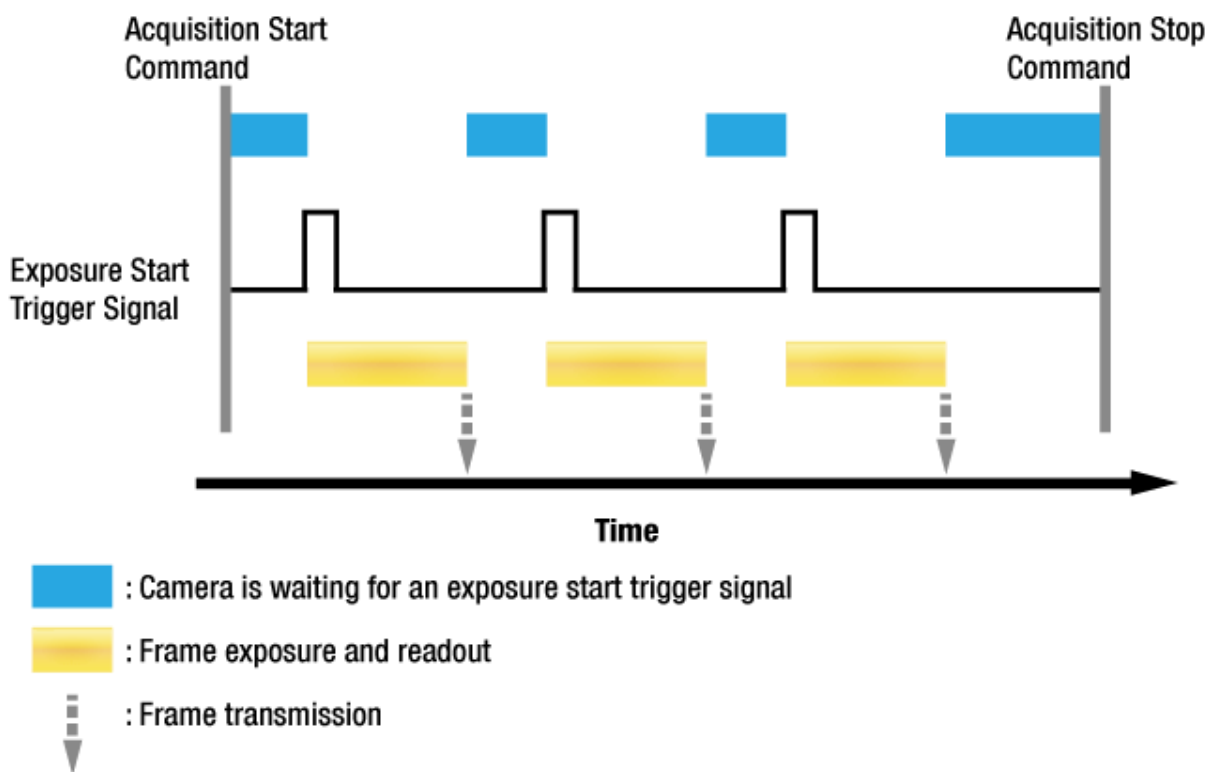 Acquisition Start
Command
Acquisition Stop
Command
Exposure Start
Trigger Signal
Time
: Camera is waiting for an exposure start trigger signal
: Frame exposure and readout
: Frame transmission